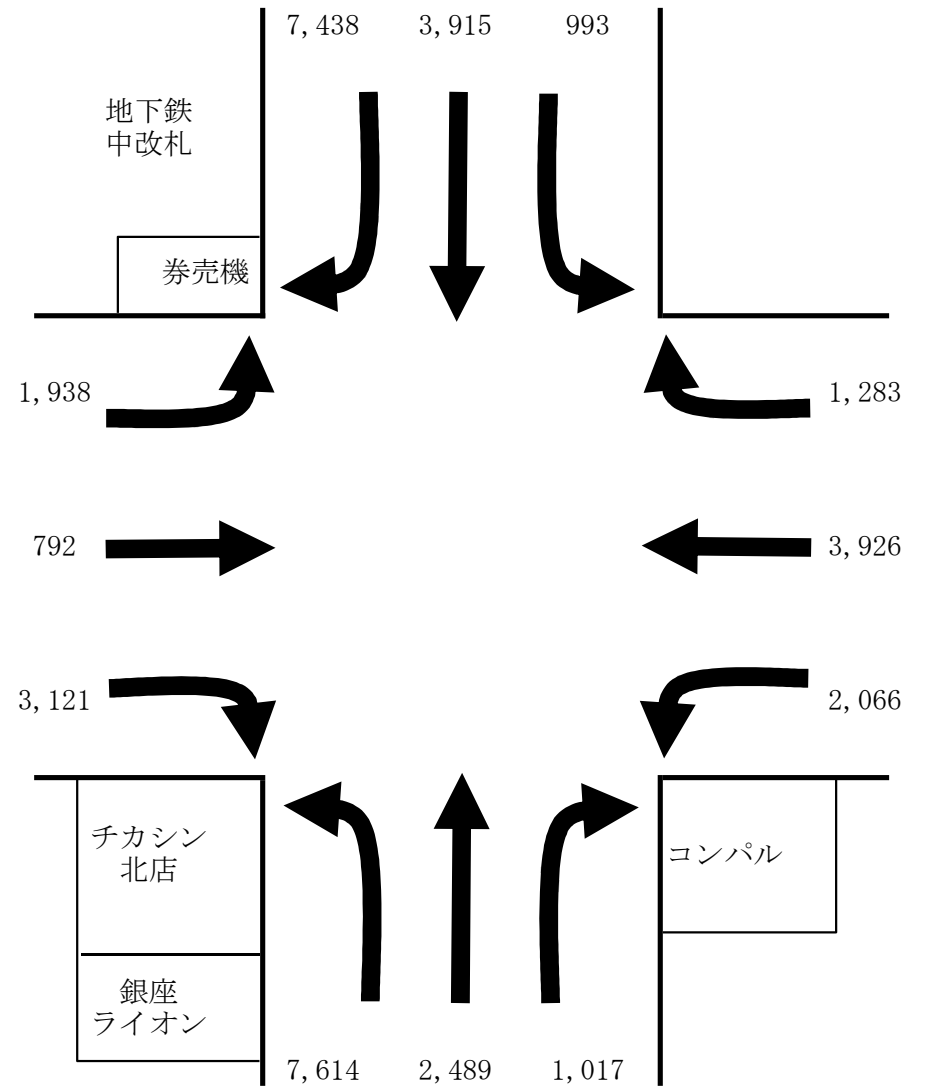 7,438 3,915 993
地下鉄
中改札
券売機
1,938 1,283
792 3,926
3,121 2,066
チカシン
北店
コンパル
銀座
ライオン
7,614 2,489 1,017